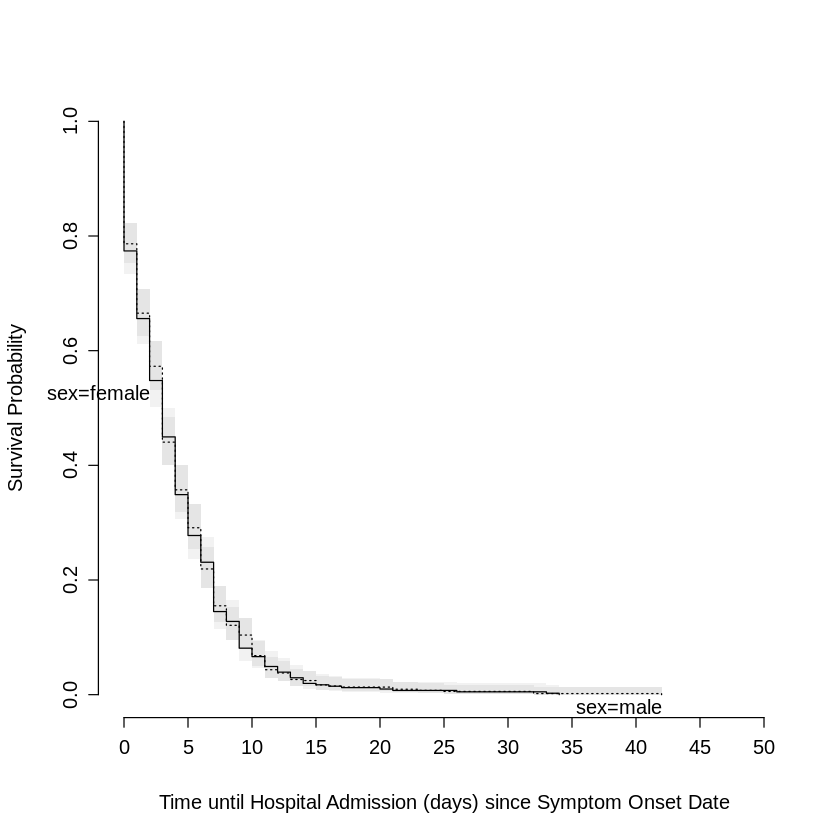 1.0
0.8
0.6
0.4
0.2
0.0
Survival Probability
sex=female
sex=male
0 5 10 15 20 25 30 35 40 45 50
Time until Hospital Admission (days) since Symptom Onset Date